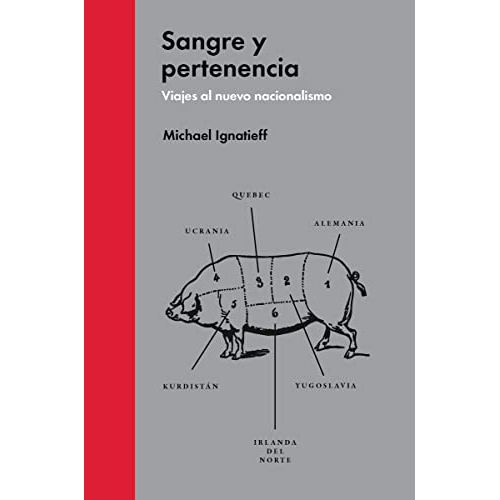 Sangre y
pertenencia
Viajes al nuevo nacionalismo
Michael Ignatieff
QUEBEC
UCRANIA
ALEMANIA
4
3
2
1
5
6
KURDISTÁN
YUGOSLAVIA
IRLANDA
DEL
NORTE